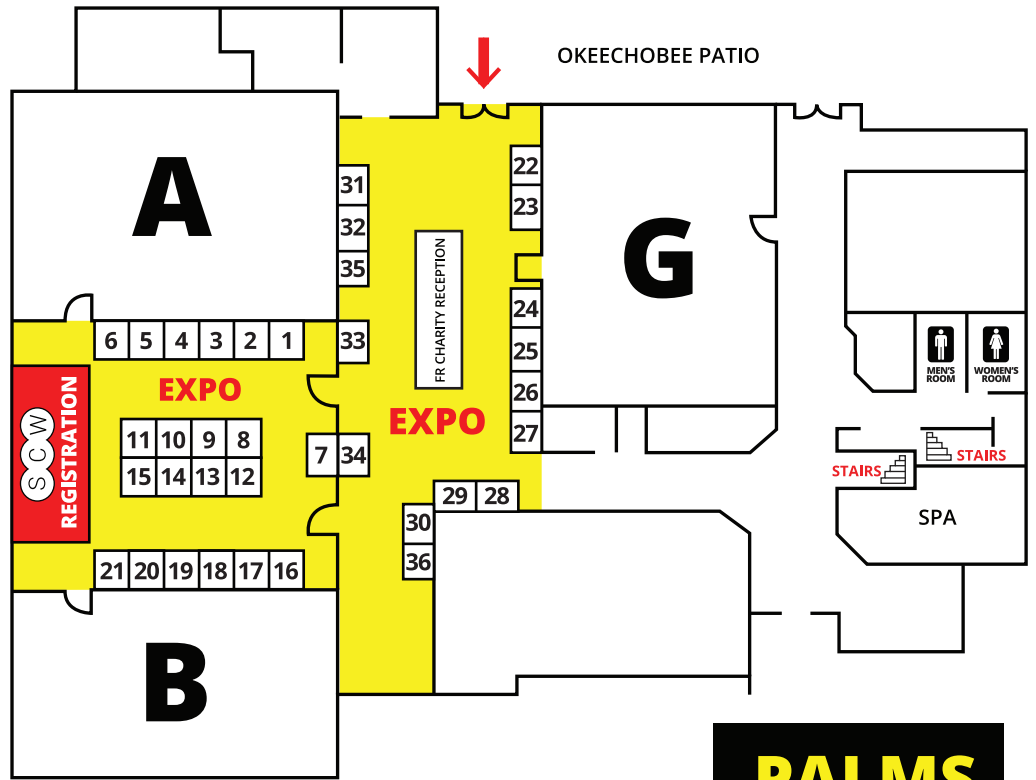 OKEECHOBEE PATIO
A
31
32
35
33
22
23
G
24
25
26
27
FR CHARITY RECEPTION
EXPO
6 5 4 3 2 1
EXPO
SCW
REGISTRATION
11 10 9 8
15 14 13 12
7 34
29 28
30
36
21 20 19 18 17 16
B
MEN'S
ROOM
WOMEN'S
ROOM
STAIRS
STAIRS
SPA
PALMS